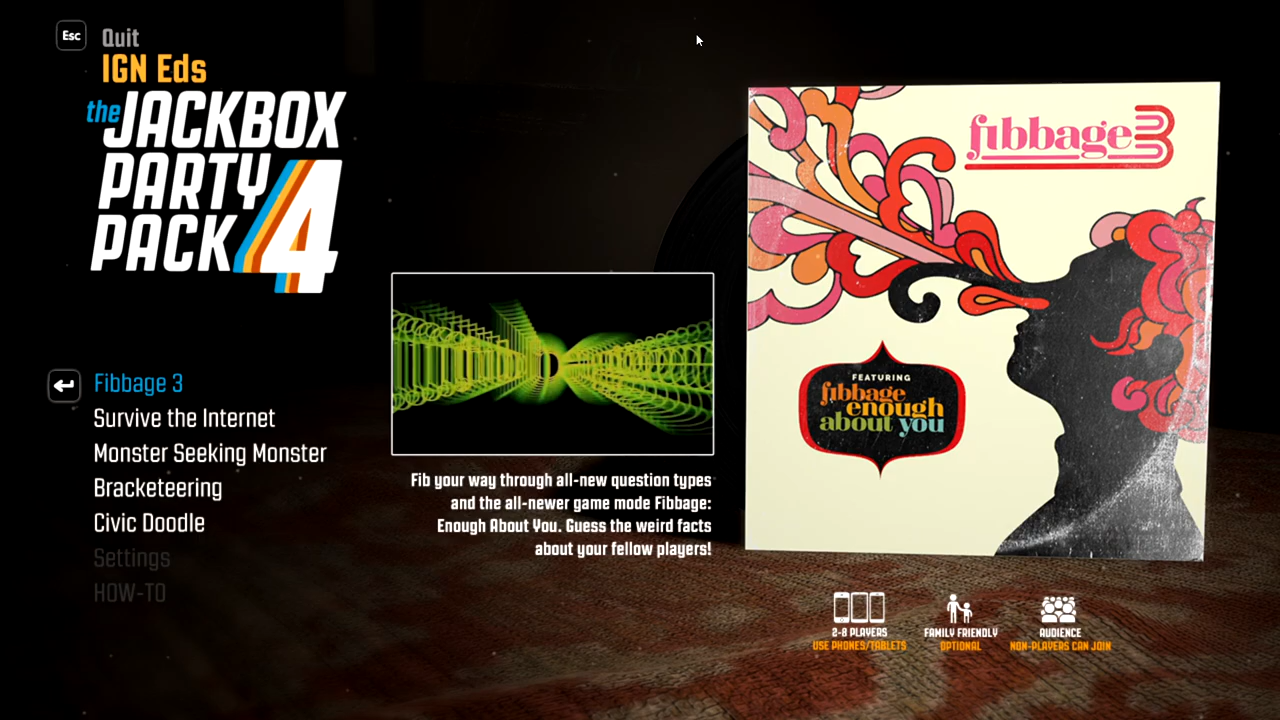 Esc
Quit
IGN Eds
the JACKBOX
PARTY
PACK 4
Fibbage 3
Survive the Internet
Monster Seeking Monster
Bracketeering
Civic Doodle
Settings
HOW-TO
Fib your way through all-new question types
and the all-newer game mode Fibbage:
Enough About You. Guess the weird facts
about your fellow players!
fibbage 3
FEATURING
fibbage
enough
about you
2-8 PLAYERS
USE PHONES/TABLETS
FAMILY FRIENDLY
OPTIONAL
AUDIENCE
NON-PLAYERS CAN JOIN